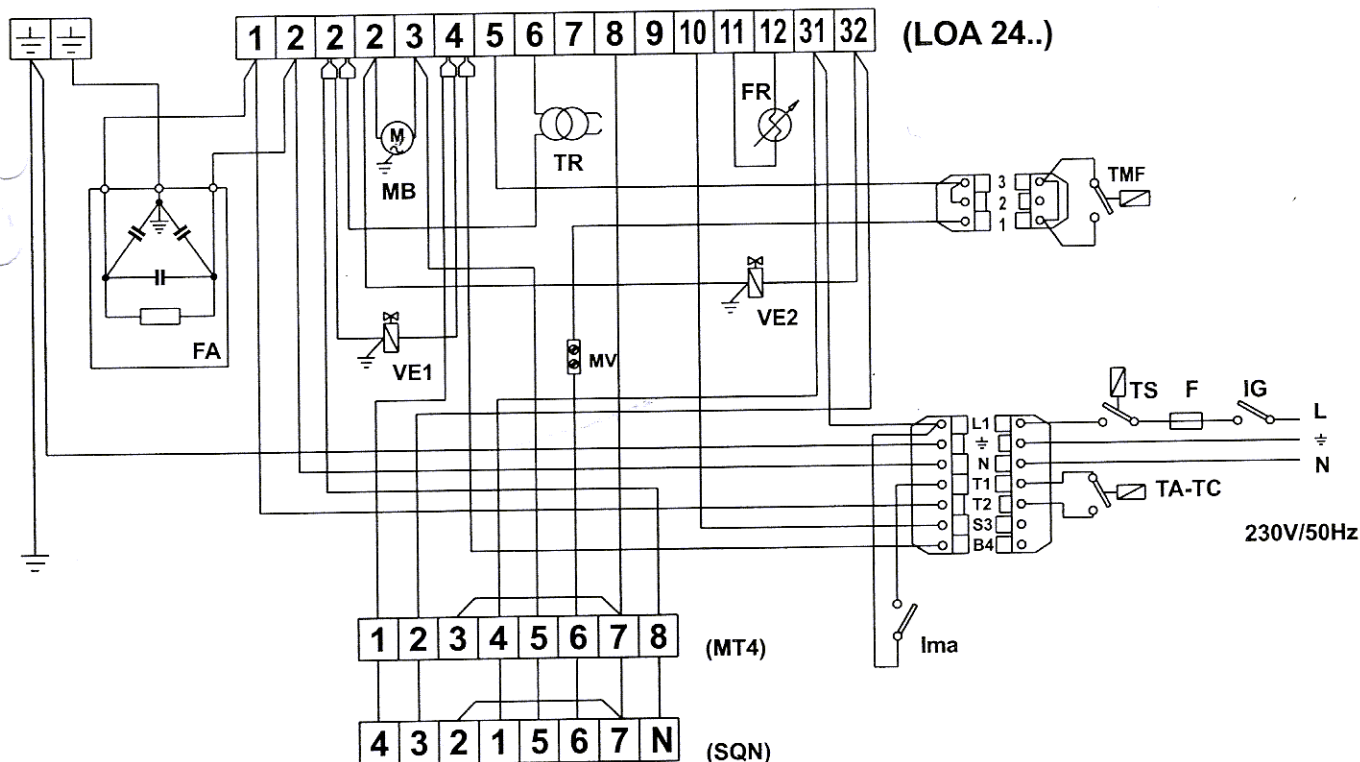 1 2 2 2 3 4 5 6 7 8 9 10 11 12 31 32 (LOA 24..)
FR
M
TR
MB
3
2
1
TMF
VE2
FA
VE1
MV
TS F IG
L
L1
N
N
T1
TA-TC
T2
S3
B4
230V/50Hz
Ima
1 2 3 4 5 6 7 8 (MT4)
4 3 2 1 5 6 7 N (SQN)